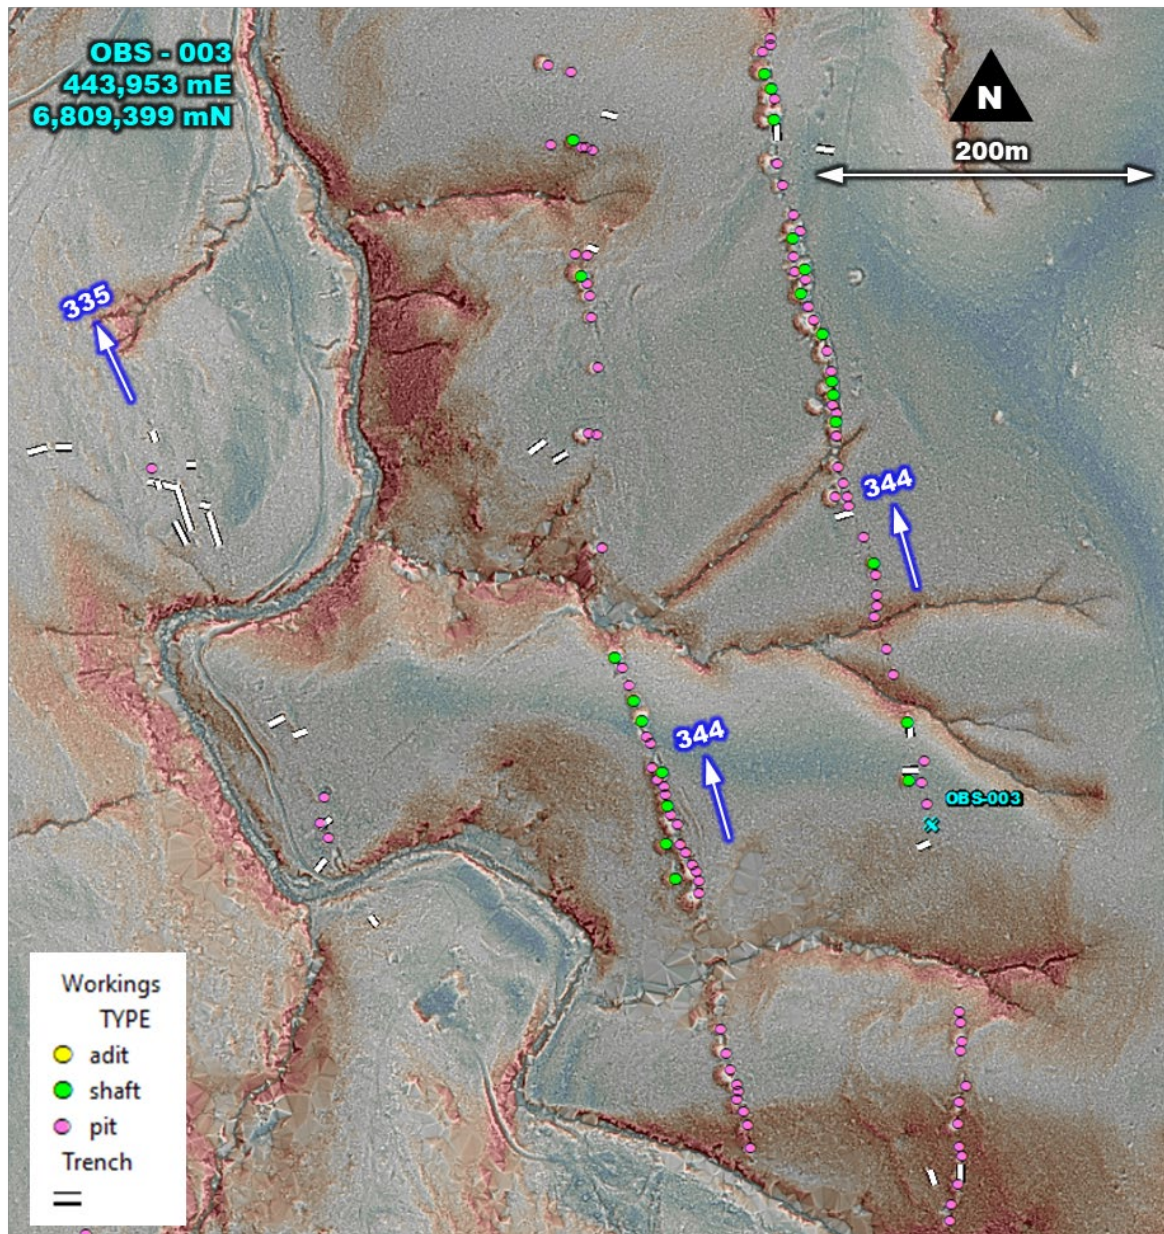 OBS - 003
443,953 mE
6,809,399 mN
N
200m
335
344
344
OBS-003
Workings
TYPE
adit
shaft
pit
Trench